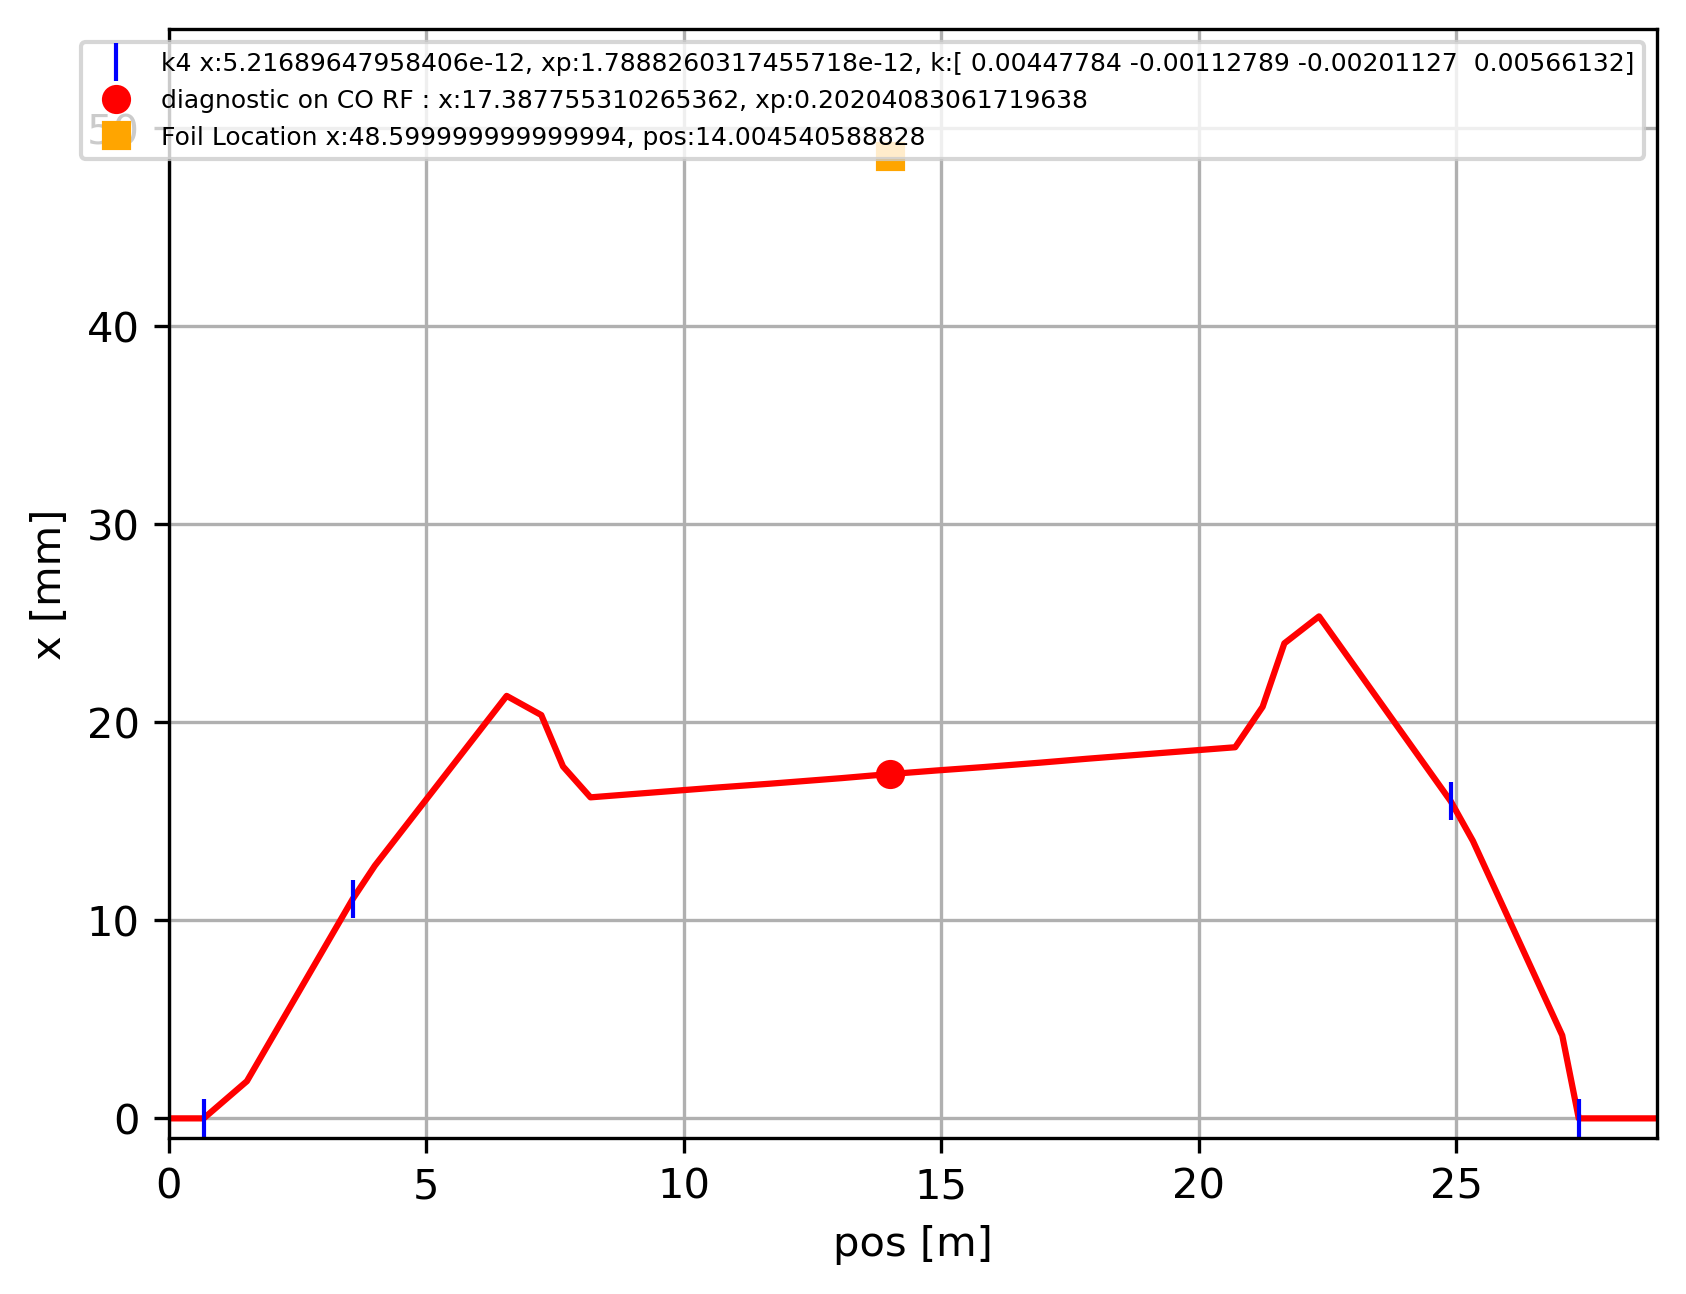 k4 x:5.21689647958406e-12, xp:1.7888260317455718e-12, k:[ 0.00447784 -0.00112789 -0.00201127  0.00566132]
diagnostic on CO RF : x:17.387755310265362, xp:0.20204083061719638
Foil Location x:48.599999999999994, pos:14.004540588828
50
40
30
20
10
0
x [mm]
0 5 10 15 20 25
pos [m]